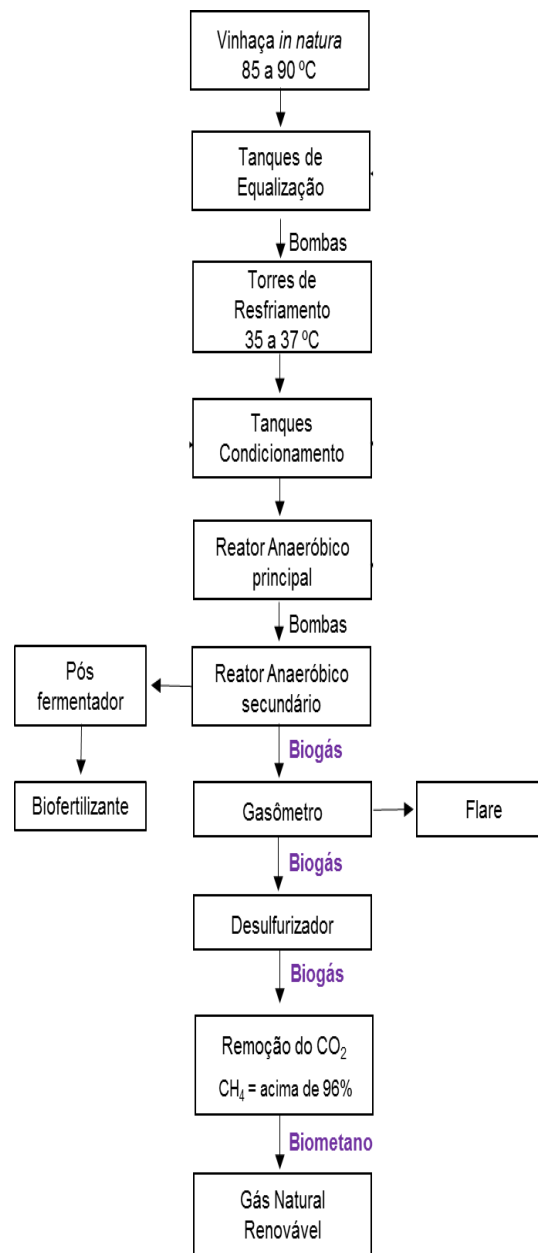 Vinhaça in natura
85 a 90 ºC
Tanques de
Equalização
Bombas
Torres de
Resfriamento
35 a 37 ºC
Tanques
Condicionamento
Reator Anaeróbico
principal
Bombas
Pós
fermentador
Reator Anaeróbico
secundário
Biogás
Biofertilizante
Gasômetro
Flare
Biogás
Desulfurizador
Biogás
Remoção do CO₂
CH₄ = acima de 96%
Biometano
Gás Natural
Renovável